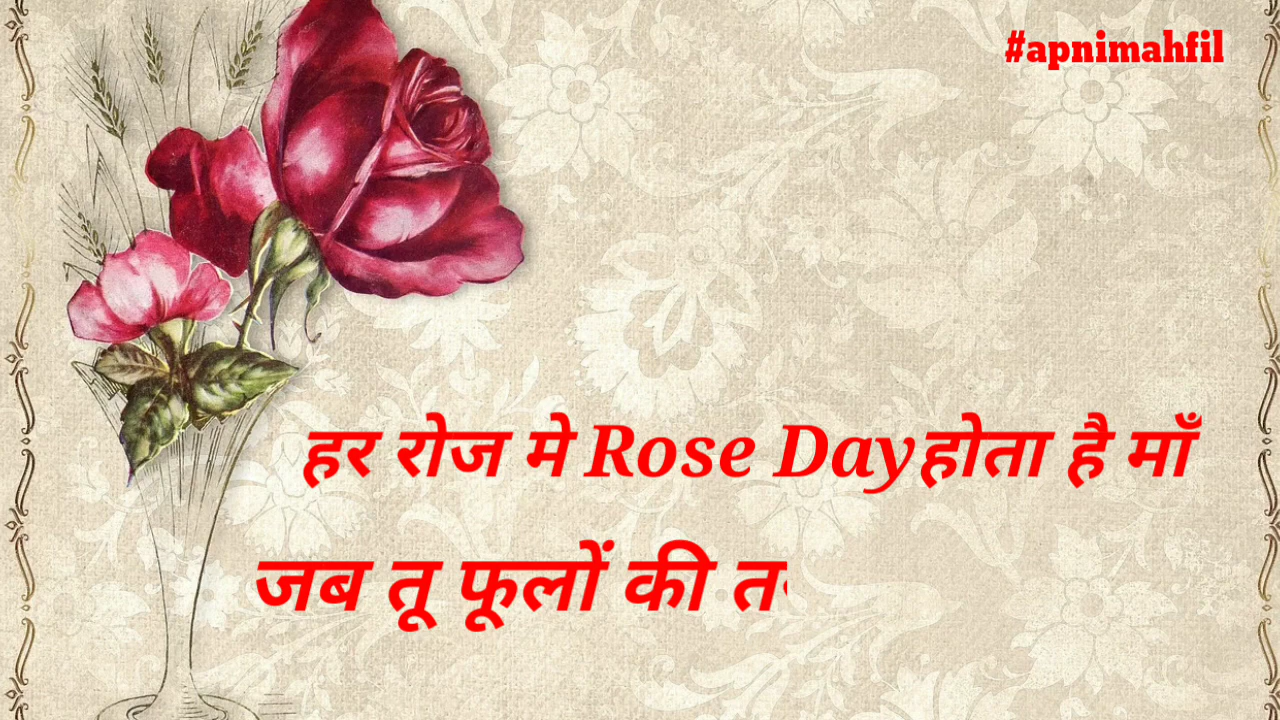 #apnimahfil
हर रोज मे Rose Day होता है माँ
जब तू फूलों की